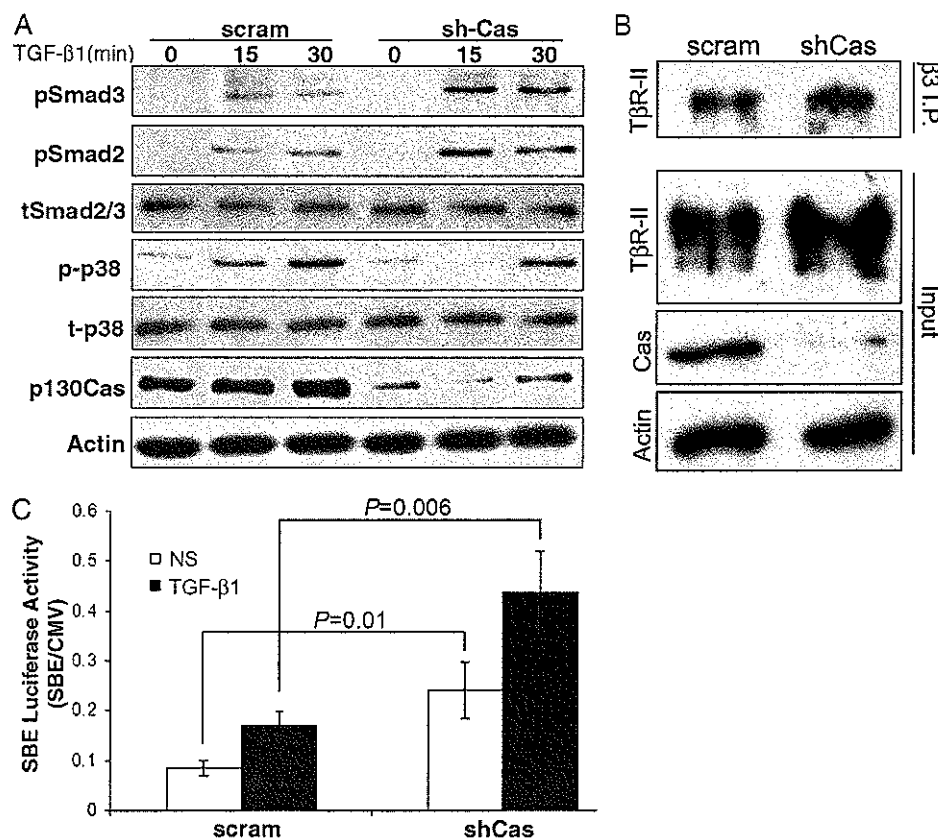 A
scram sh-Cas
TGF-β1(min) 0 15 30 0 15 30
pSmad3
pSmad2
tSmad2/3
p-p38
t-p38
p130Cas
Actin
B
scram shCas
TβR-II
β3 I.P.
TβR-II
Cas
Actin
Input
C
SBE Luciferase Activity
(SBE/CMV)
0.6
0.5
0.4
0.3
0.2
0.1
0
NS
TGF-β1
P=0.006
P=0.01
scram shCas